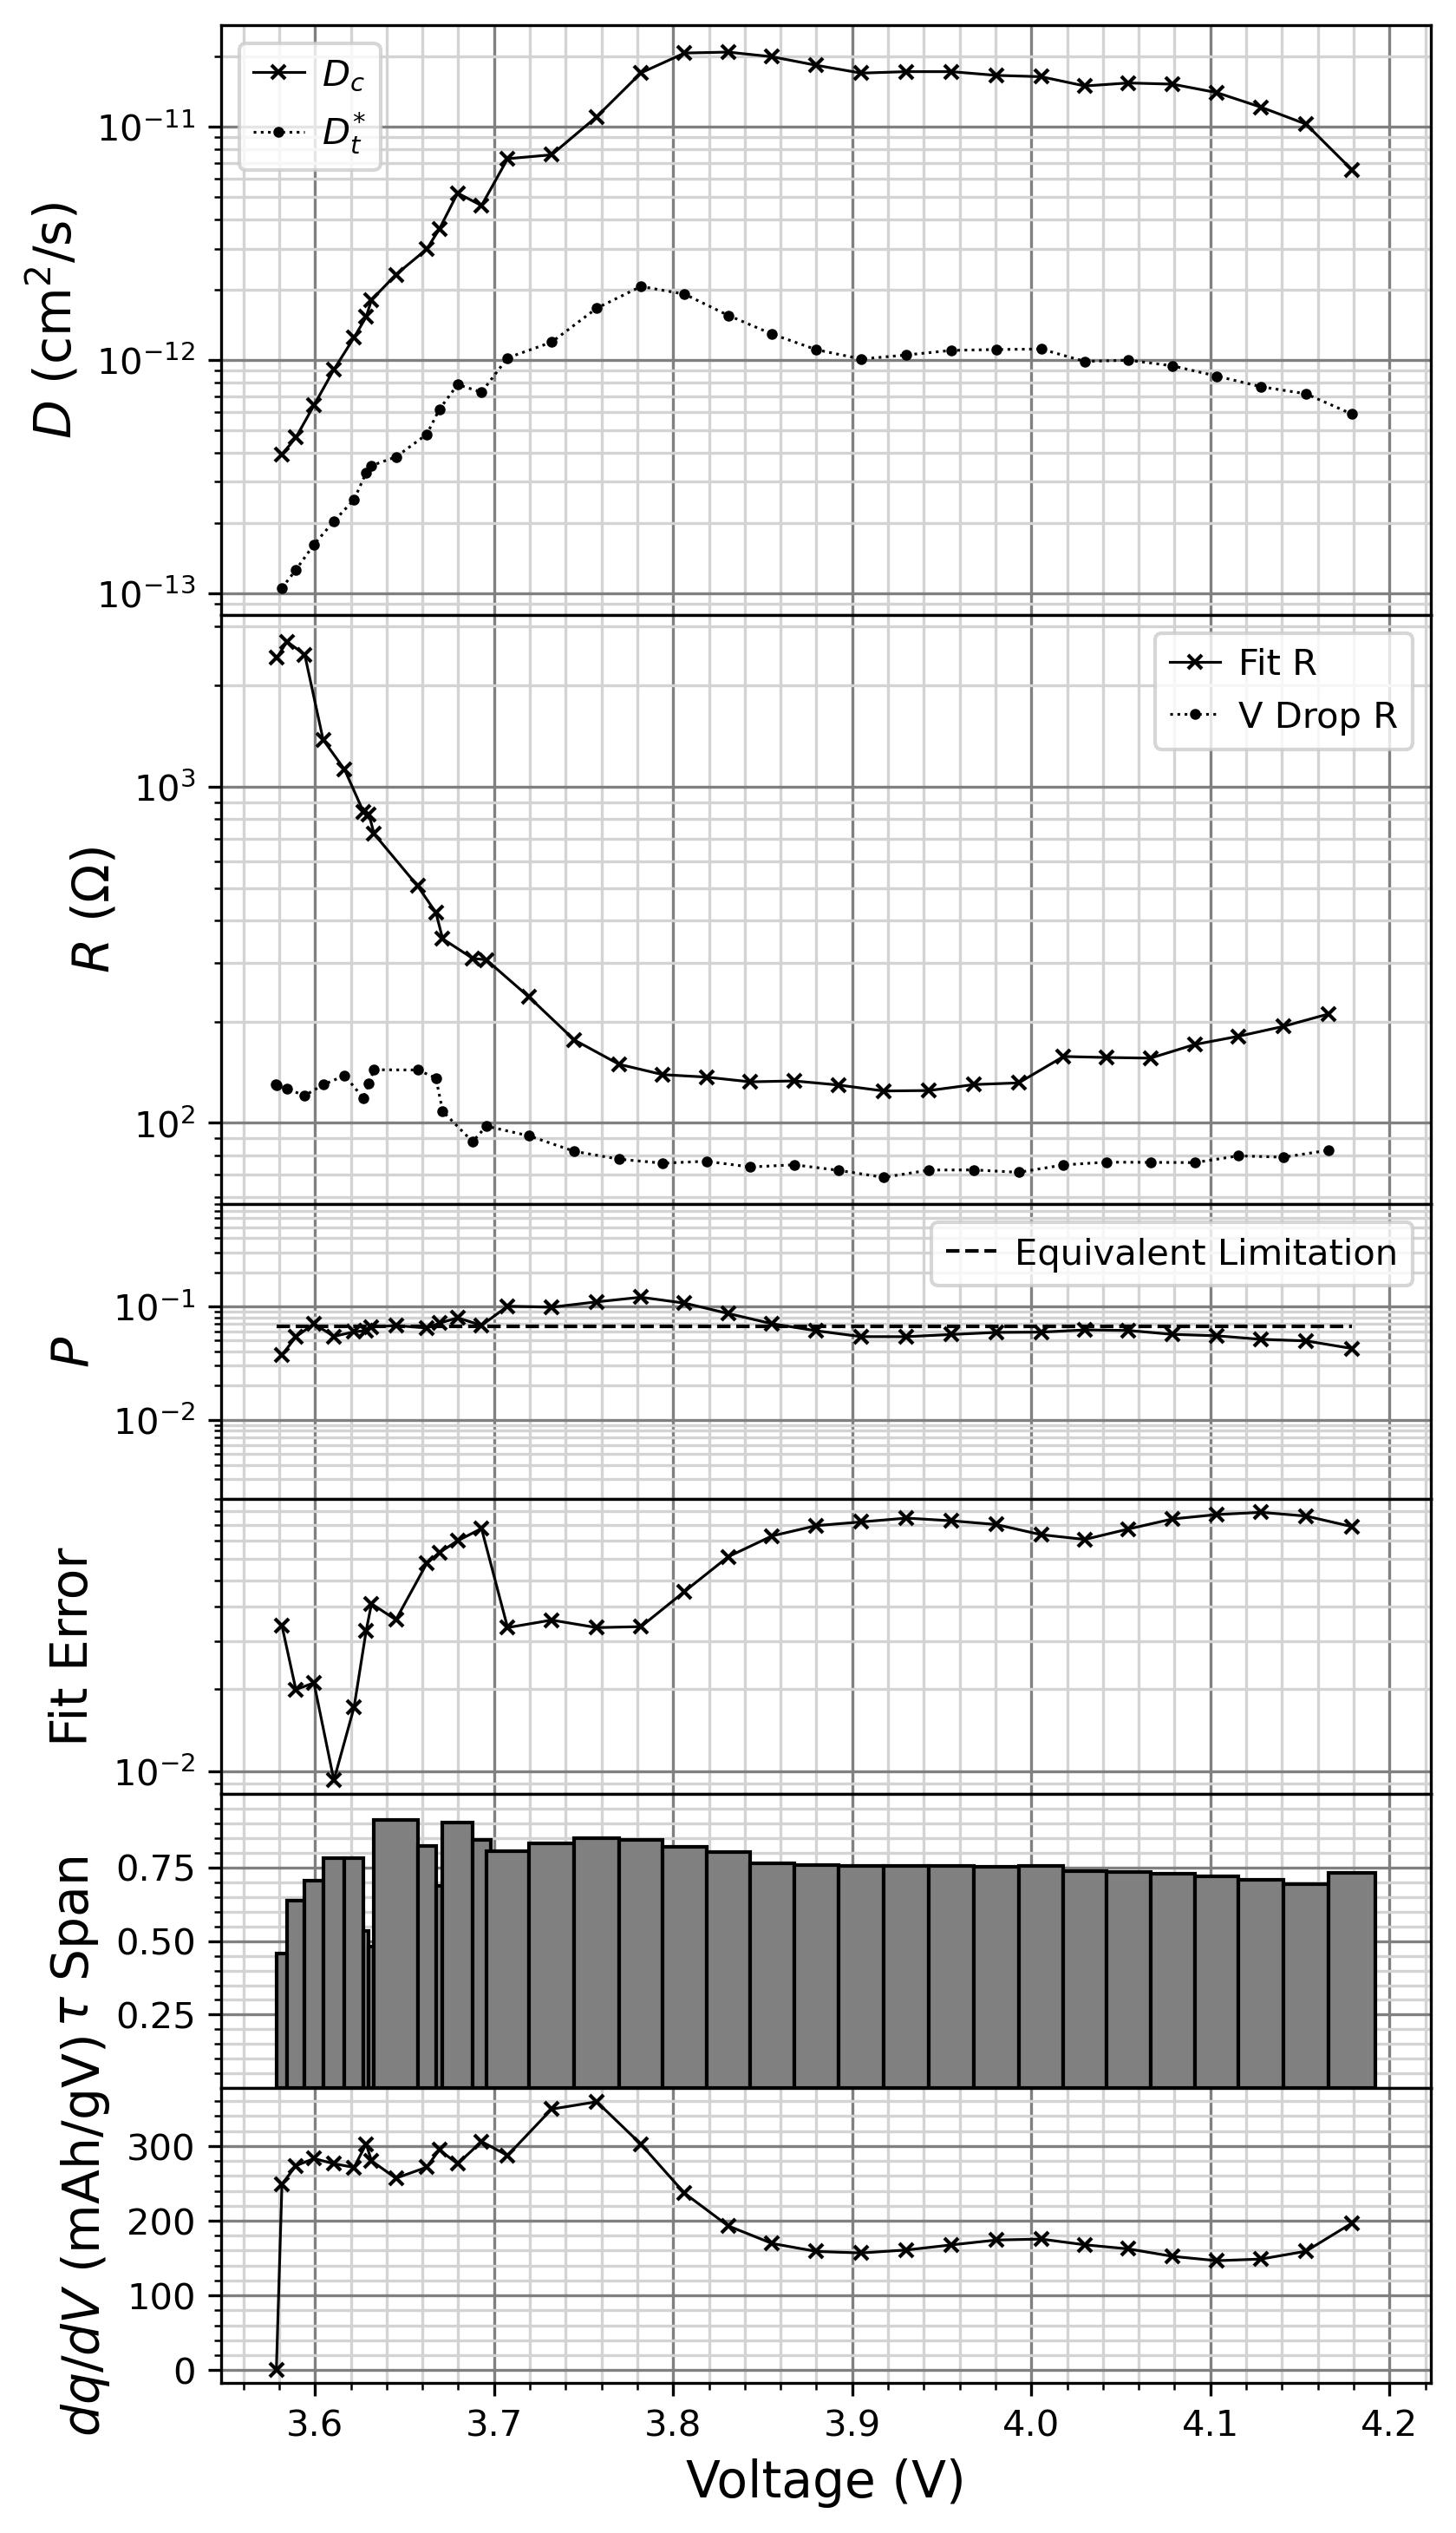 D_c
D_t^*
10^{-11}
10^{-12}
10^{-13}
D (cm^2/s)
Fit R
V Drop R
10^3
10^2
R (Ω)
Equivalent Limitation
10^{-1}
10^{-2}
P
10^{-2}
Fit Error
0.75
0.50
0.25
τ Span
300
200
100
0
dq/dV (mAh/gV)
3.6 3.7 3.8 3.9 4.0 4.1 4.2
Voltage (V)